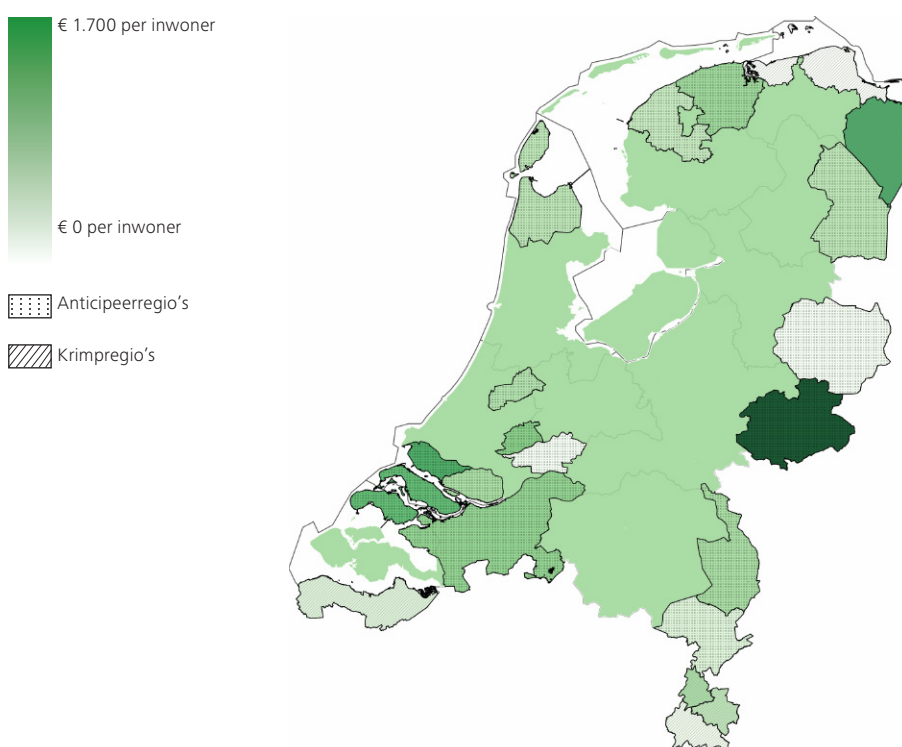 € 1.700 per inwoner
€ 0 per inwoner
Anticipeerregio's
Krimpregio's